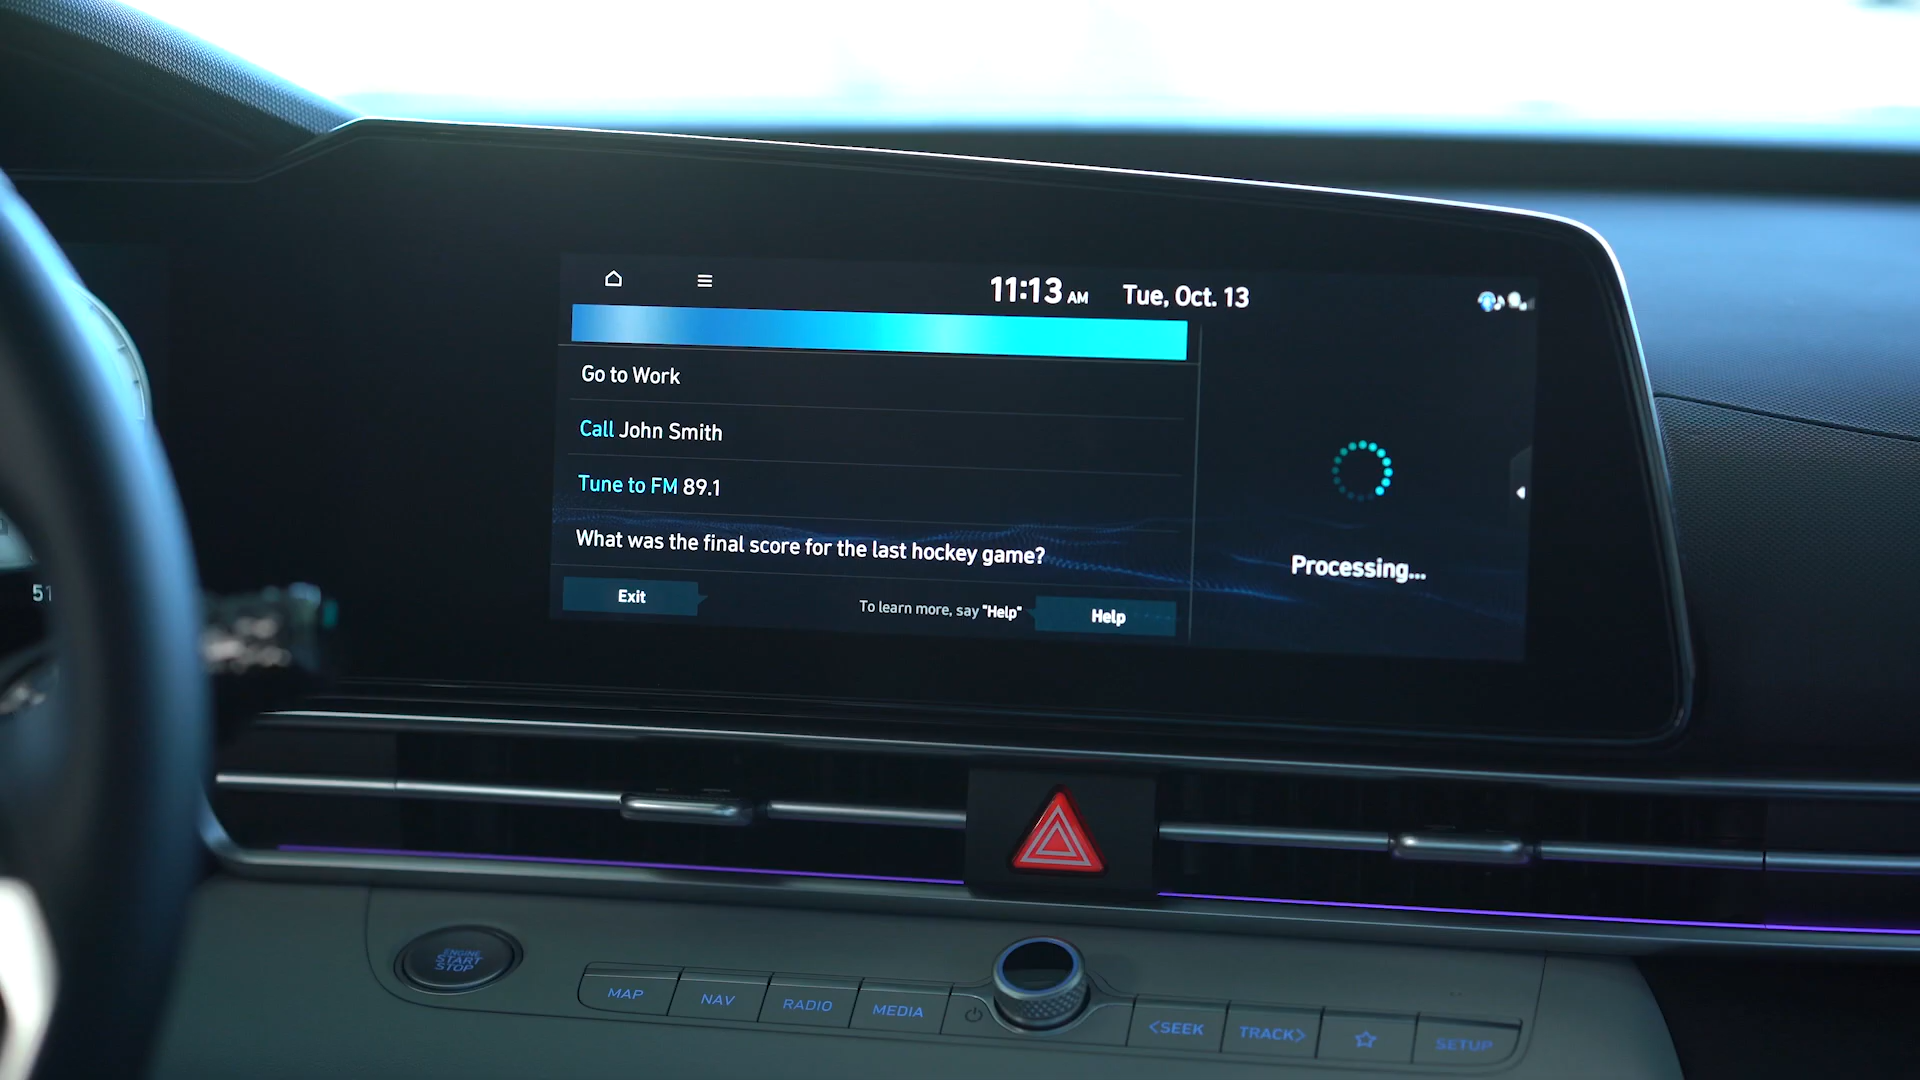 11:13 AM Tue, Oct. 13
Go to Work
Call John Smith
Tune to FM 89.1
What was the final score for the last hockey game?
Processing...
Exit
To learn more, say "Help"
Help
51
ENGINE
START
STOP
MAP
NAV
RADIO
MEDIA
<SEEK
TRACK>
SETUP